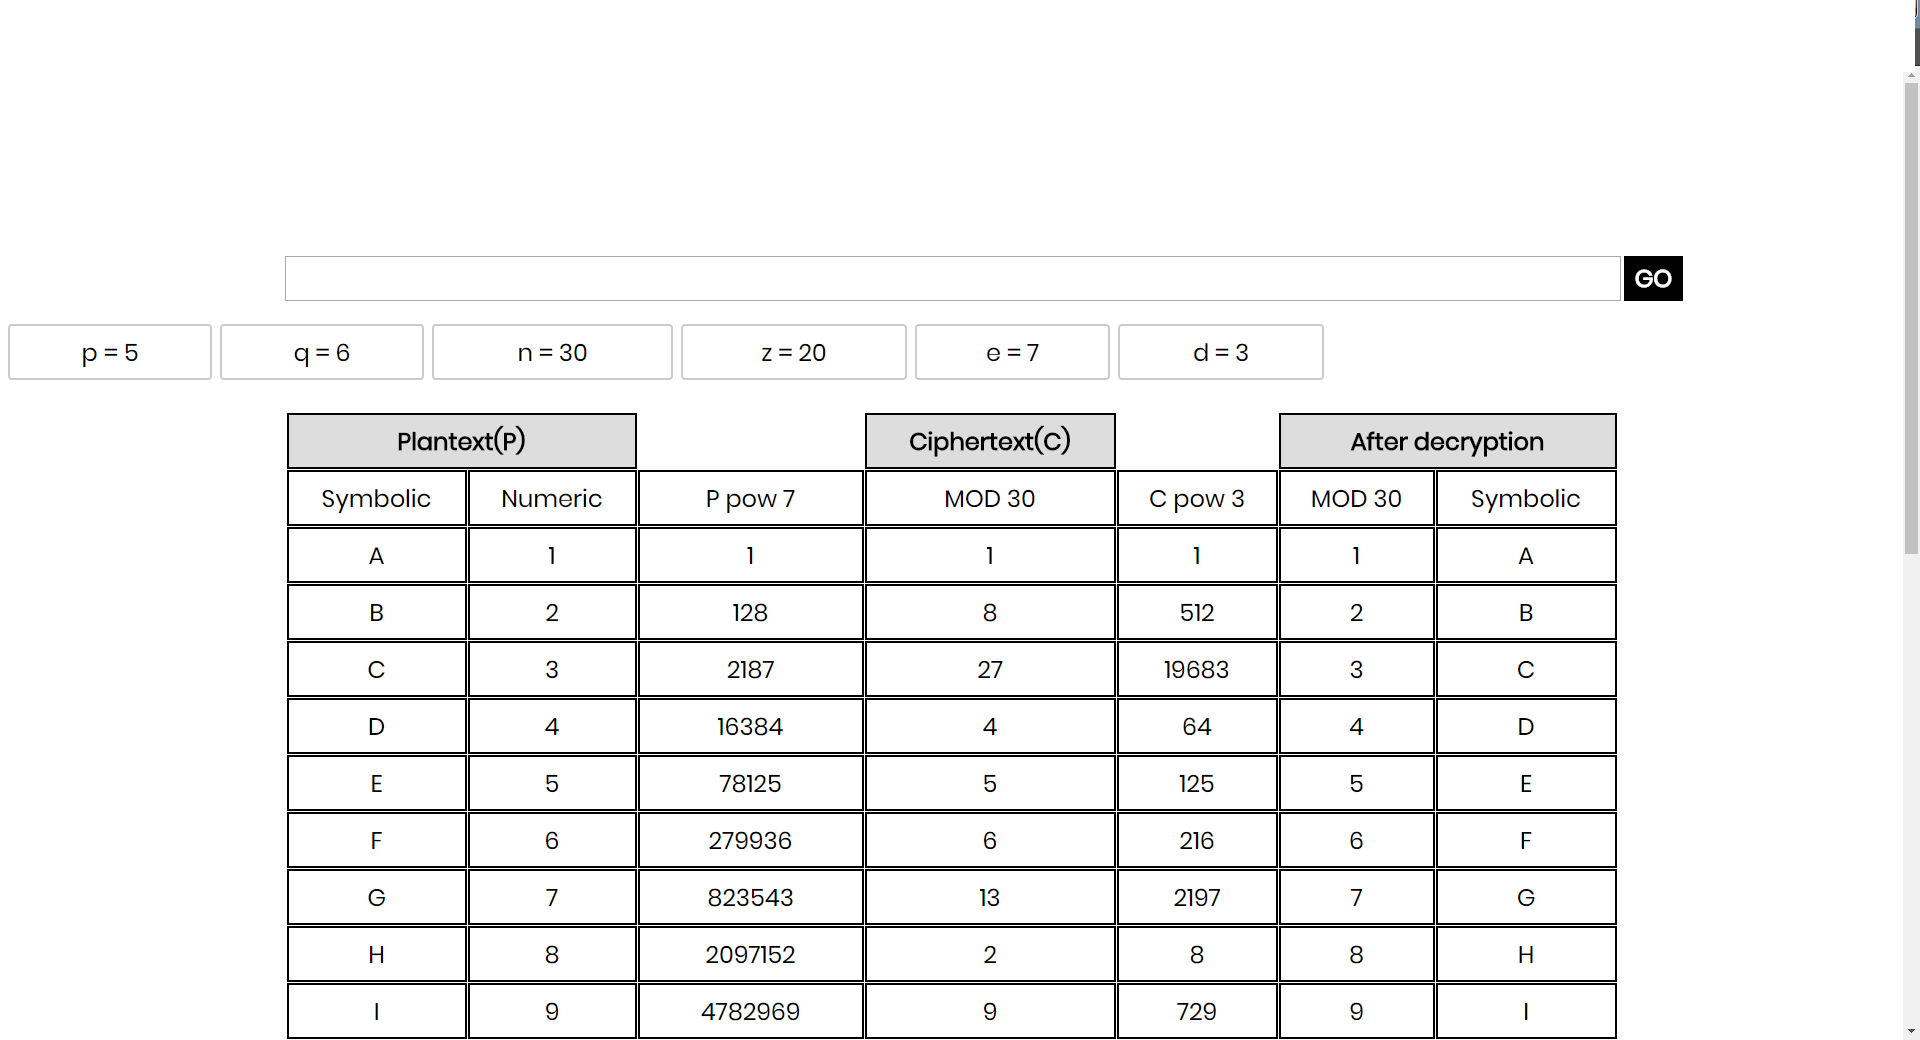 GO
p = 5 q = 6 n = 30 z = 20 e = 7 d = 3
Plantext(P) Ciphertext(C) After decryption
Symbolic Numeric P pow 7 MOD 30 C pow 3 MOD 30 Symbolic
A 1 1 1 1 1 A
B 2 128 8 512 2 B
C 3 2187 27 19683 3 C
D 4 16384 4 64 4 D
E 5 78125 5 125 5 E
F 6 279936 6 216 6 F
G 7 823543 13 2197 7 G
H 8 2097152 2 8 8 H
I 9 4782969 9 729 9 I